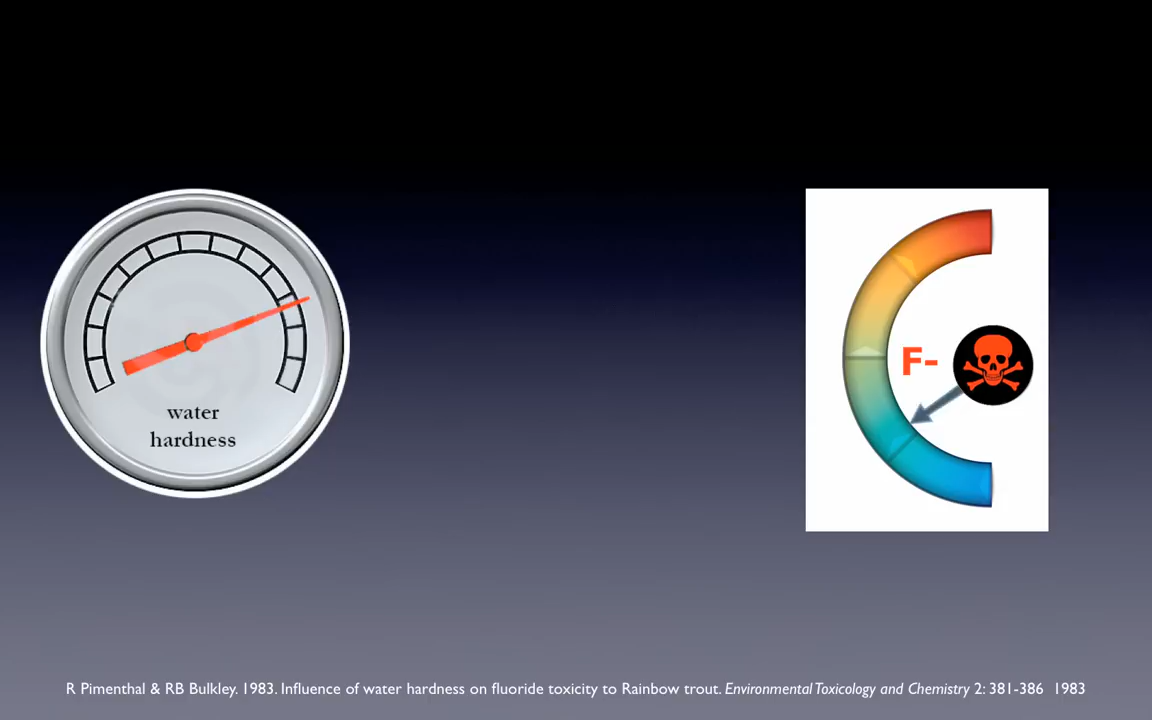 water
hardness
F-
R Pimenthal & RB Bulkley. 1983. Influence of water hardness on fluoride toxicity to Rainbow trout. Environmental Toxicology and Chemistry 2: 381-386 1983